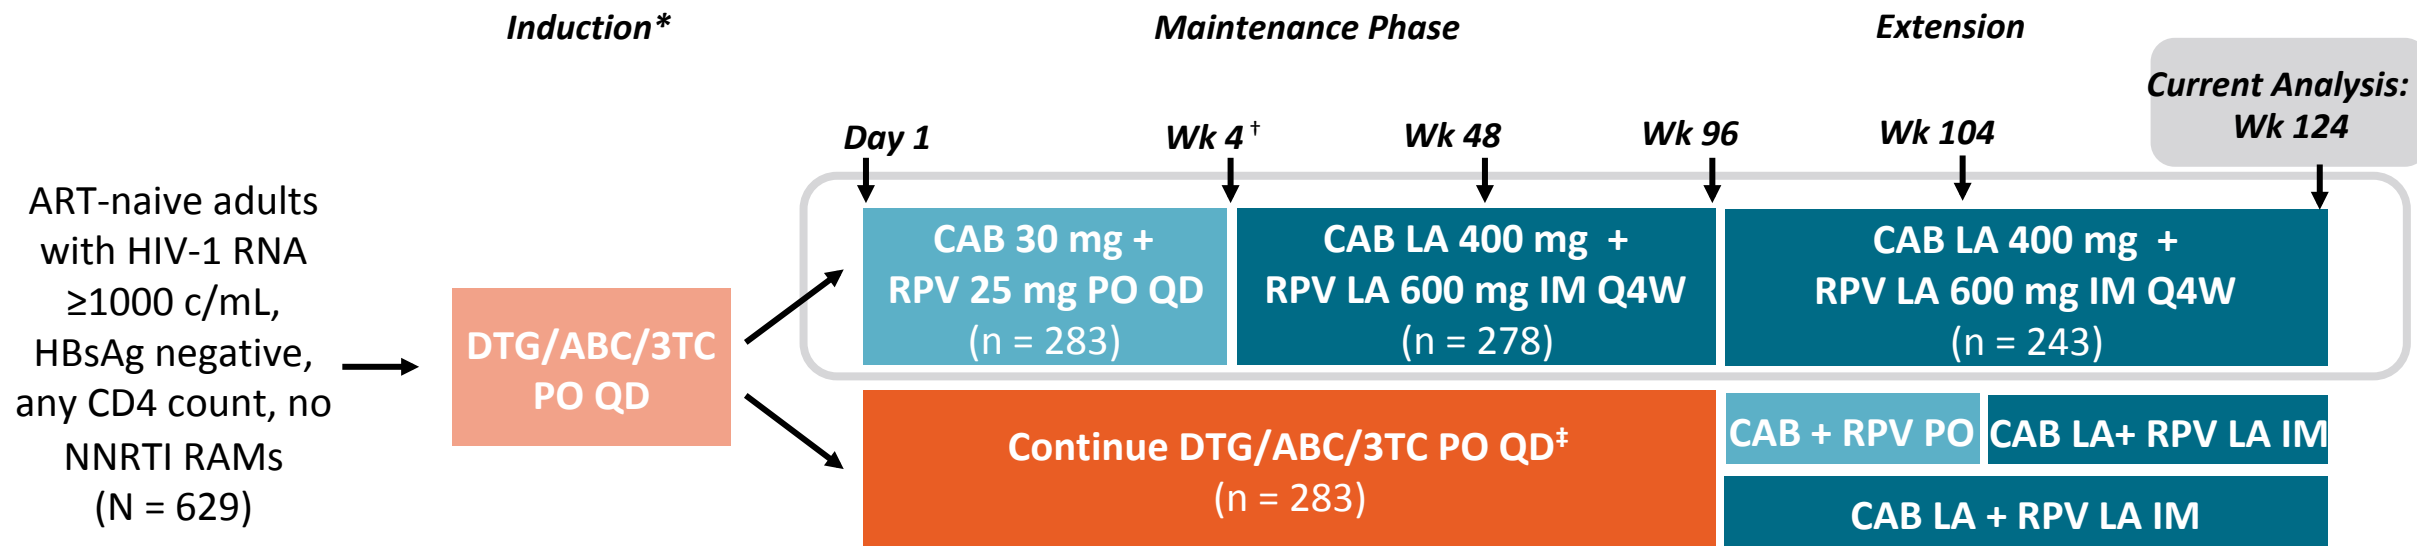 Induction*
Maintenance Phase
Extension
Current Analysis:
Wk 124
Day 1
Wk 4 †
Wk 48
Wk 96
Wk 104
ART-naive adults
with HIV-1 RNA
≥1000 c/mL,
HBsAg negative,
any CD4 count, no
NNRTI RAMs
(N = 629)
DTG/ABC/3TC
PO QD
CAB 30 mg +
RPV 25 mg PO QD
(n = 283)
CAB LA 400 mg +
RPV LA 600 mg IM Q4W
(n = 278)
CAB LA 400 mg +
RPV LA 600 mg IM Q4W
(n = 243)
Continue DTG/ABC/3TC PO QD‡
(n = 283)
CAB + RPV PO
CAB LA+ RPV LA IM
CAB LA + RPV LA IM